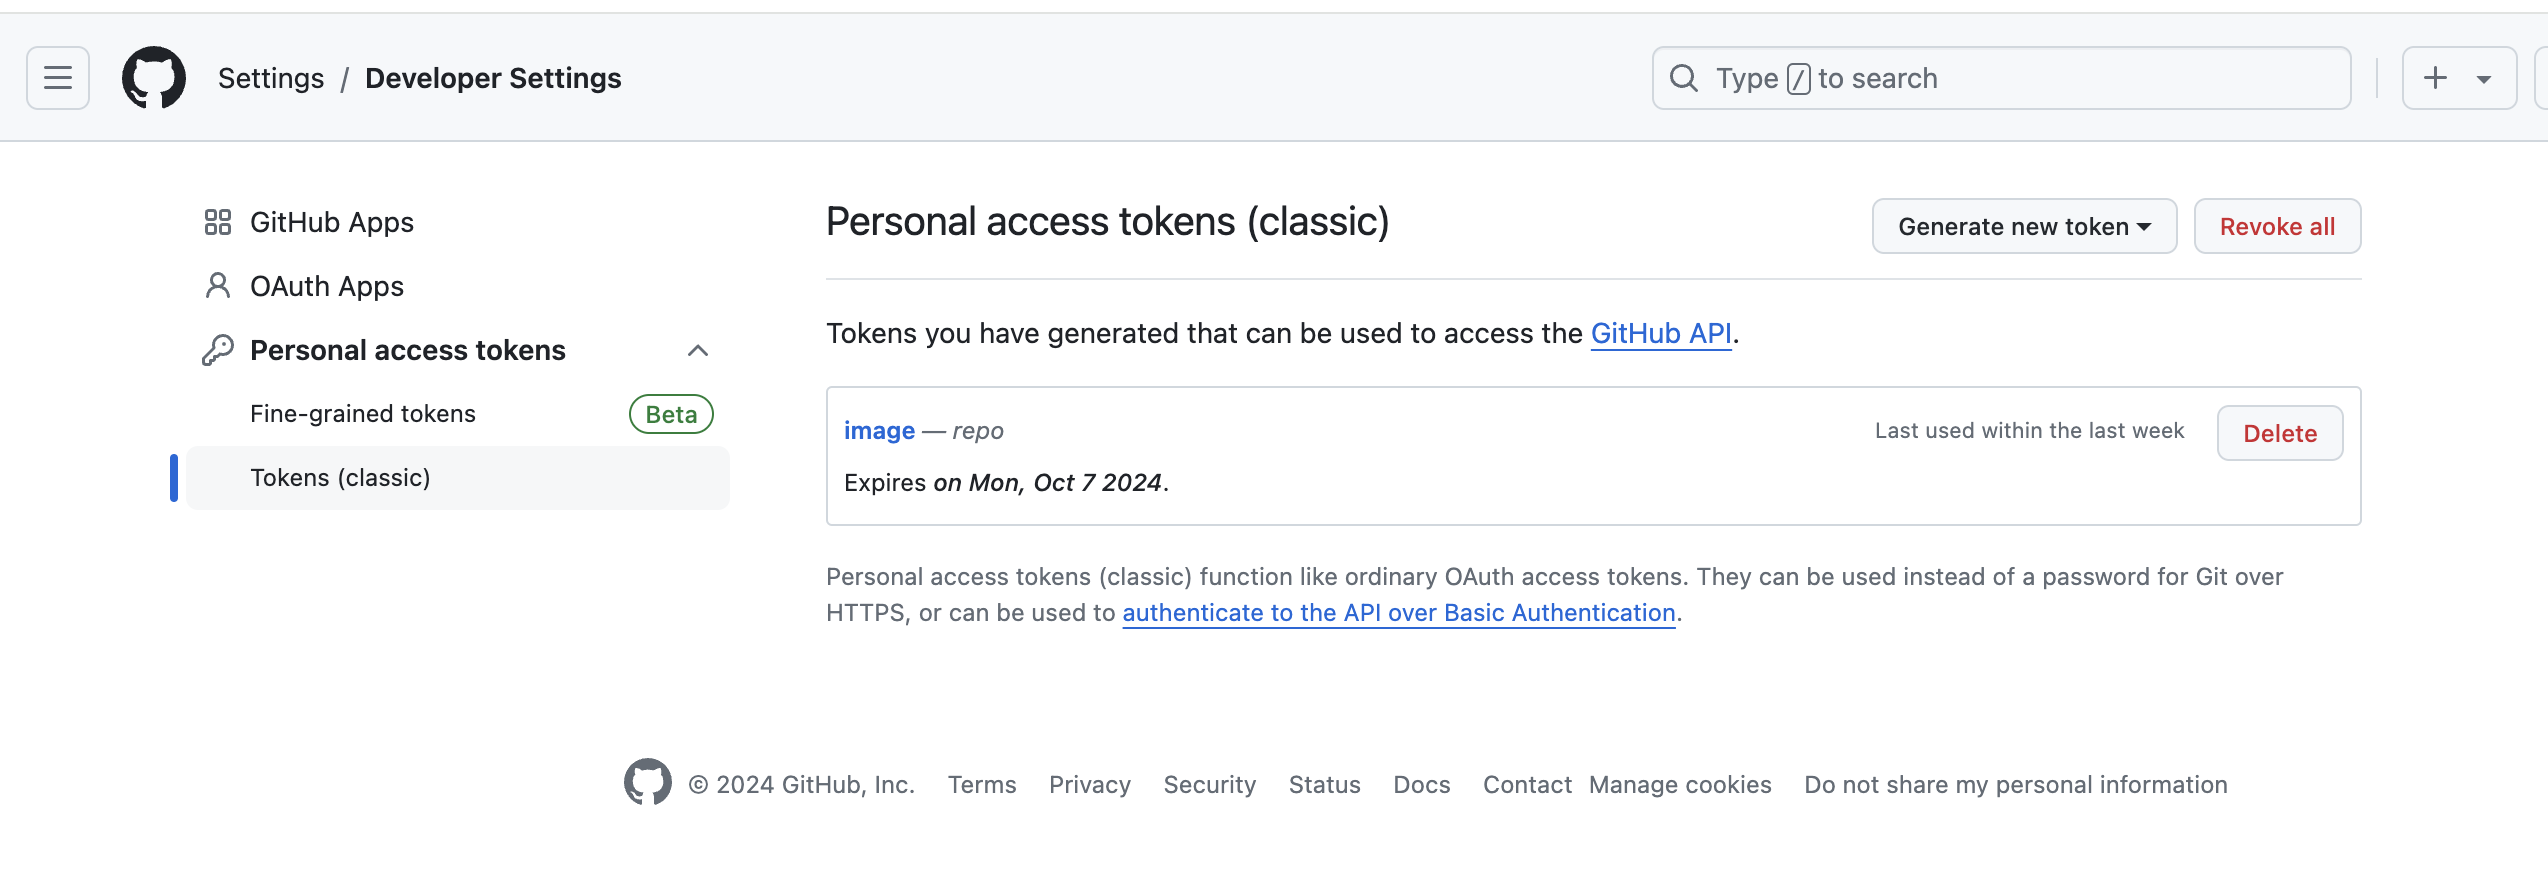 Settings / Developer Settings
Type / to search
GitHub Apps
OAuth Apps
Personal access tokens
Fine-grained tokens Beta
Tokens (classic)
Personal access tokens (classic)
Generate new token
Revoke all
Tokens you have generated that can be used to access the GitHub API.
image — repo
Last used within the last week
Delete
Expires on Mon, Oct 7 2024.
Personal access tokens (classic) function like ordinary OAuth access tokens. They can be used instead of a password for Git over
HTTPS, or can be used to authenticate to the API over Basic Authentication.
© 2024 GitHub, Inc. Terms Privacy Security Status Docs Contact Manage cookies Do not share my personal information